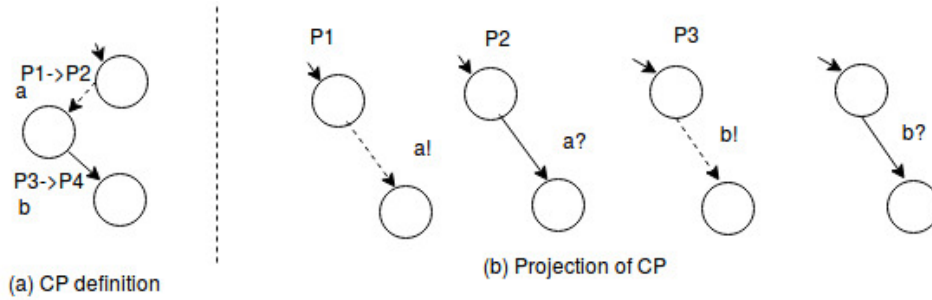 P1->P2
a
P3->P4
b
(a) CP definition
P1
P2
P3
a!
a?
b!
b?
(b) Projection of CP